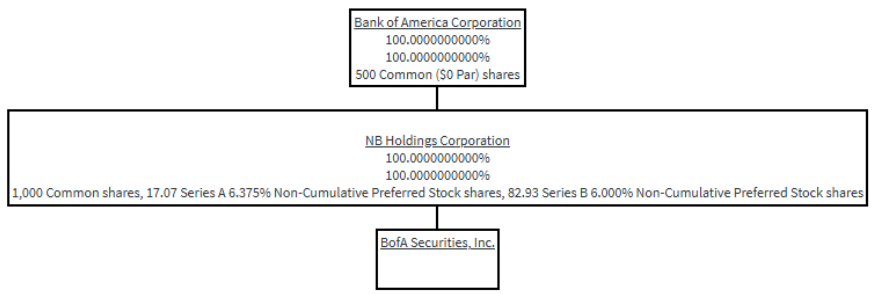 Bank of America Corporation
100.0000000000%
100.0000000000%
500 Common ($0 Par) shares
NB Holdings Corporation
100.0000000000%
100.0000000000%
1,000 Common shares, 17.07 Series A 6.375% Non-Cumulative Preferred Stock shares, 82.93 Series B 6.000% Non-Cumulative Preferred Stock shares
BofA Securities, Inc.